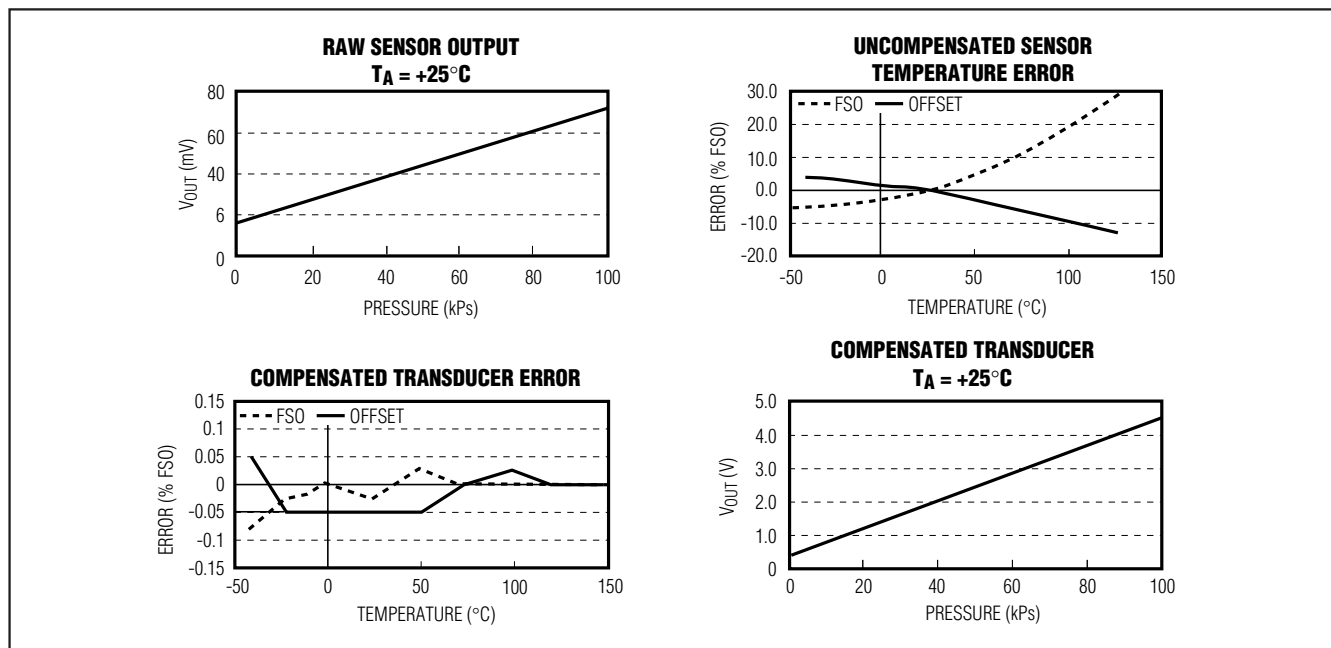 RAW SENSOR OUTPUT
TA = +25°C
80
60
40
6
0
VOUT (mV)
0 20 40 60 80 100
PRESSURE (kPs)
UNCOMPENSATED SENSOR
TEMPERATURE ERROR
FSO OFFSET
30.0
20.0
10.0
0.0
-10.0
-20.0
ERROR (% FSO)
-50 0 50 100 150
TEMPERATURE (°C)
COMPENSATED TRANSDUCER ERROR
FSO OFFSET
0.15
0.1
0.05
0
-0.05
-0.1
-0.15
ERROR (% FSO)
-50 0 50 100 150
TEMPERATURE (°C)
COMPENSATED TRANSDUCER
TA = +25°C
5.0
4.0
3.0
2.0
1.0
0
VOUT (V)
0 20 40 60 80 100
PRESSURE (kPs)